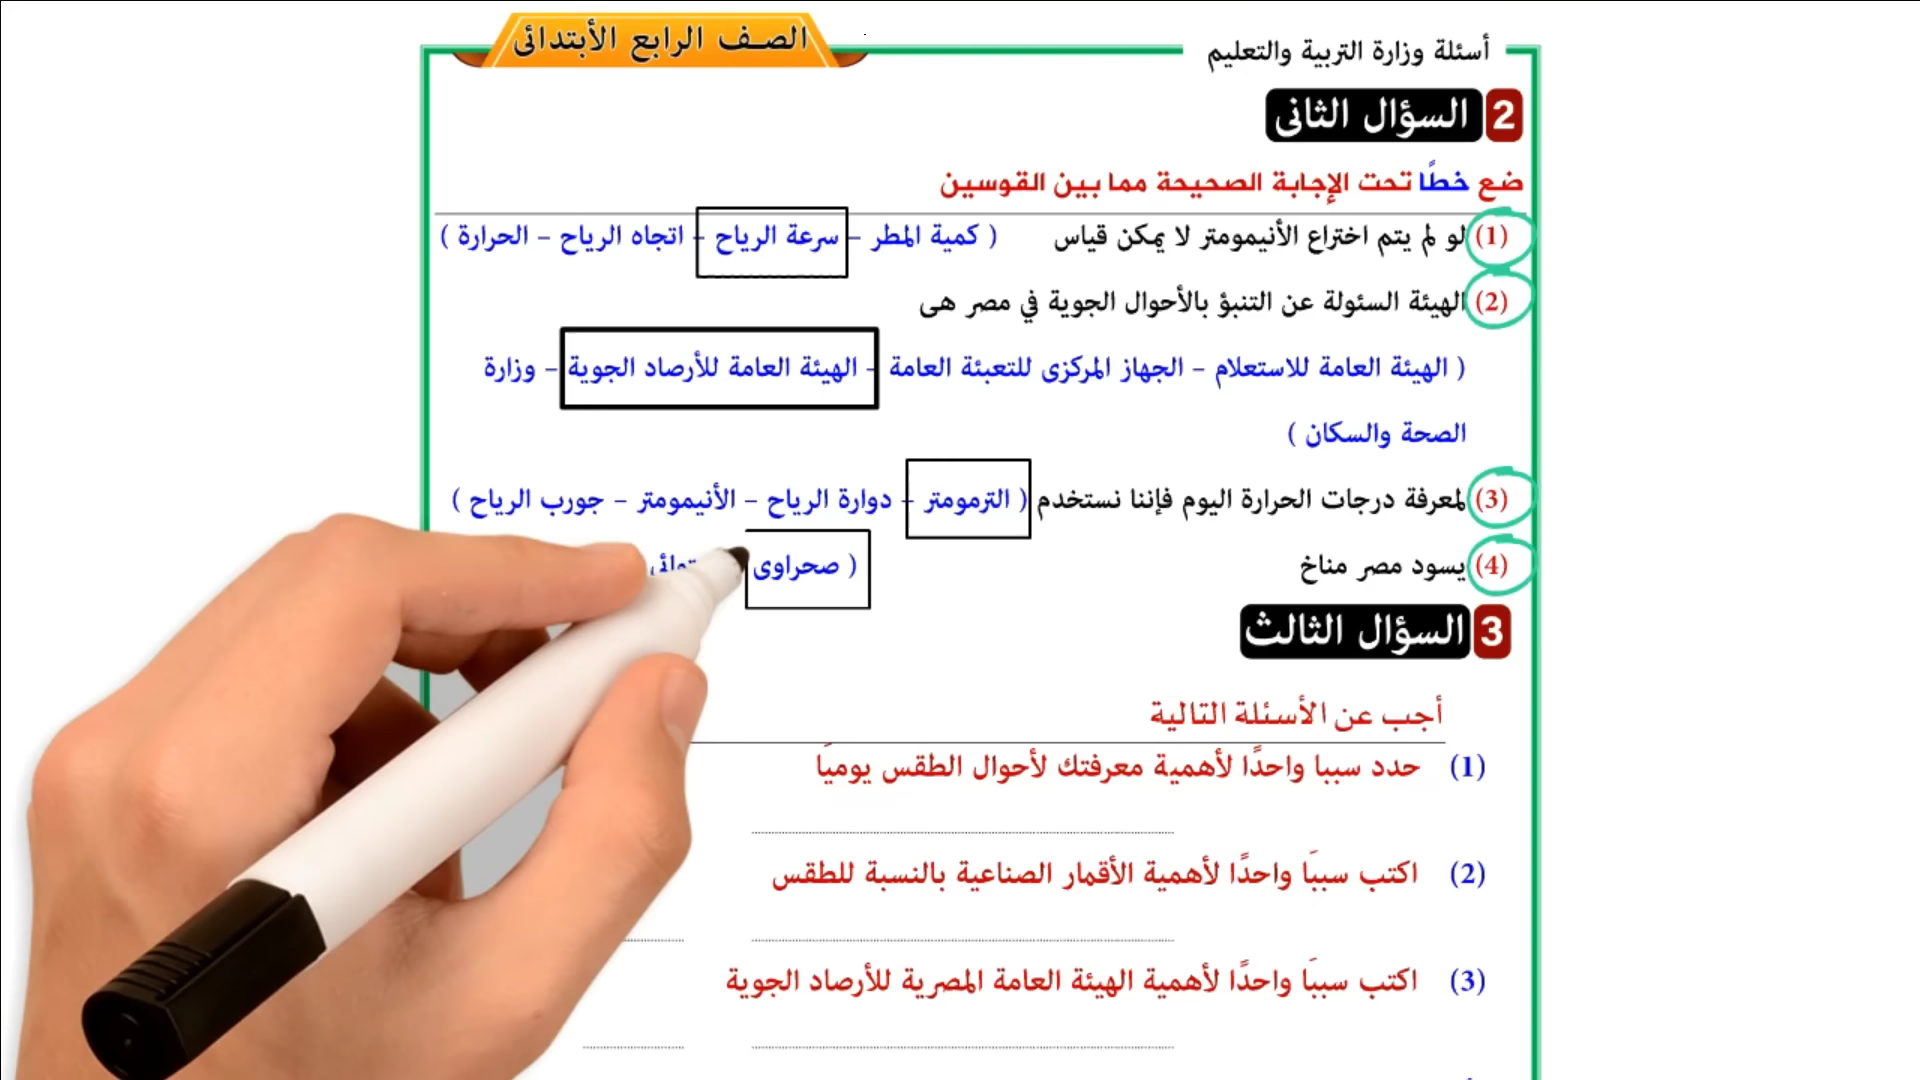 أسئلة وزارة التربية والتعليم
الصف الرابع الأبتدائى
2 السؤال الثانى
ضع خطًا تحت الإجابة الصحيحة مما بين القوسين
(1) لو لم يتم اختراع الأنيمومتر لا يمكن قياس ( كمية المطر – سرعة الرياح – اتجاه الرياح – الحرارة )
(2) الهيئة السئولة عن التنبؤ بالأحوال الجوية في مصر هى
( الهيئة العامة للاستعلام – الجهاز المركزى للتعبئة العامة – الهيئة العامة للأرصاد الجوية – وزارة
الصحة والسكان )
(3) لمعرفة درجات الحرارة اليوم فإننا نستخدم ( الترمومتر – دوارة الرياح – الأنيمومتر – جورب الرياح )
(4) يسود مصر مناخ ( صحراوى
3 السؤال الثالث
أجب عن الأسئلة التالية
(1) حدد سببا واحدًا لأهمية معرفتك لأحوال الطقس يوميَا
(2) اكتب سببَا واحدًا لأهمية الأقمار الصناعية بالنسبة للطقس
(3) اكتب سببَا واحدًا لأهمية الهيئة العامة المصرية للأرصاد الجوية